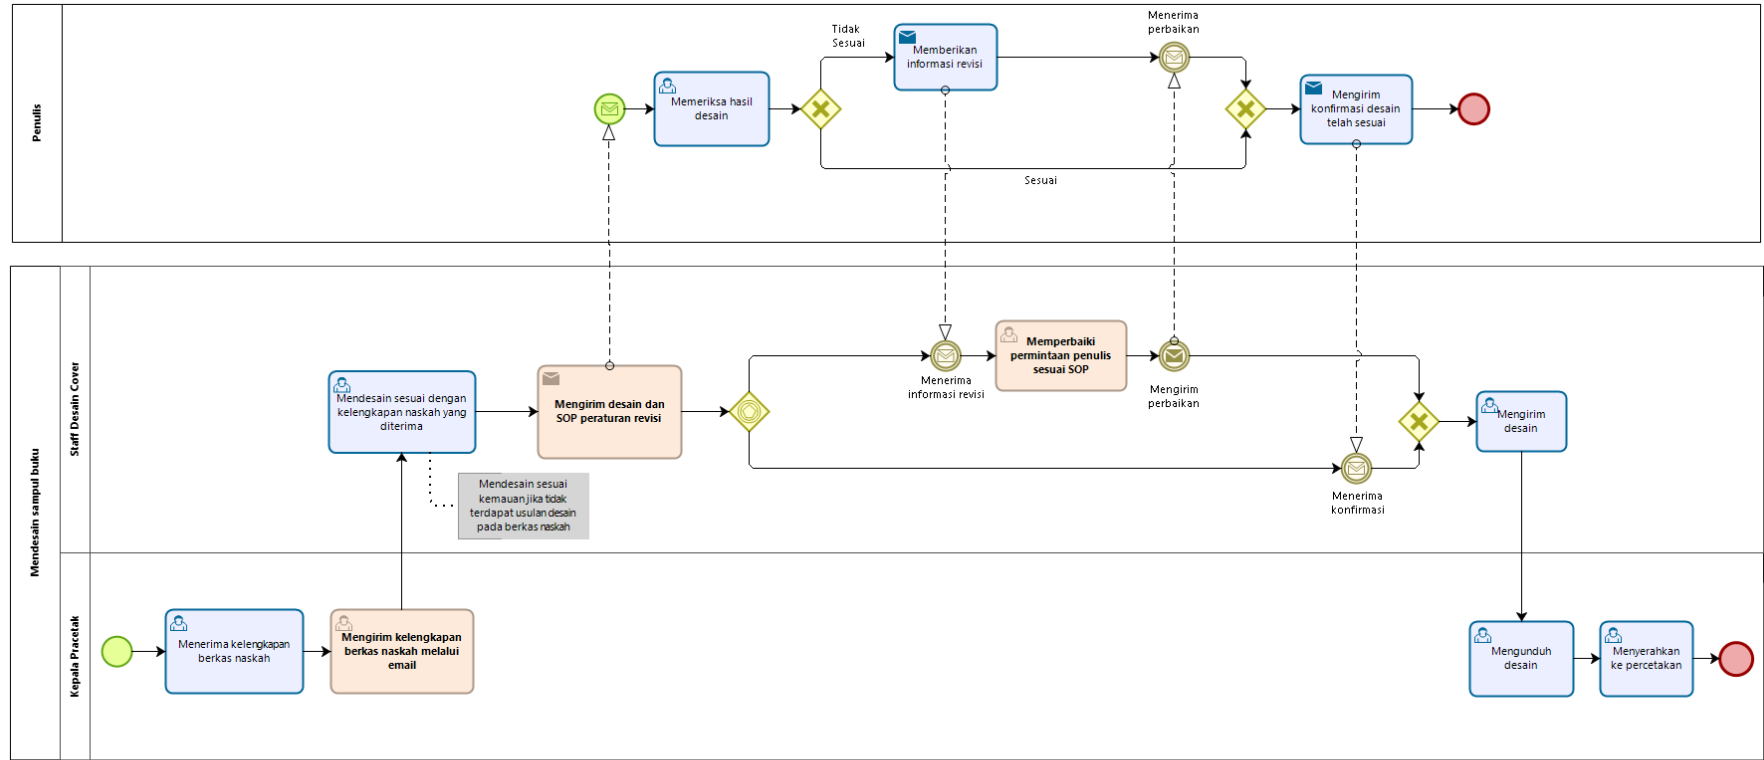 Penulis
Tidak
Sesuai
Memberikan
informasi revisi
Menerima
perbaikan
Memeriksa hasil
desain
Mengirim
konfirmasi desain
telah sesuai
Sesuai
Mendesain sampul buku
Staff Desain Cover
Mendesain sesuai dengan
kelengkapan naskah yang
diterima
Mengirim desain dan
SOP peraturan revisi
Menerima
informasi revisi
Memperbaiki
permintaan penulis
sesuai SOP
Mengirim
perbaikan
Mengirim
desain
Mendesain sesuai
kemauan jika tidak
terdapat usulan desain
pada berkas naskah
Menerima
konfirmasi
Kepala Pracetak
Menerima kelengkapan
berkas naskah
Mengirim kelengkapan
berkas naskah melalui
email
Mengunduh
desain
Menyerahkan
ke percetakan